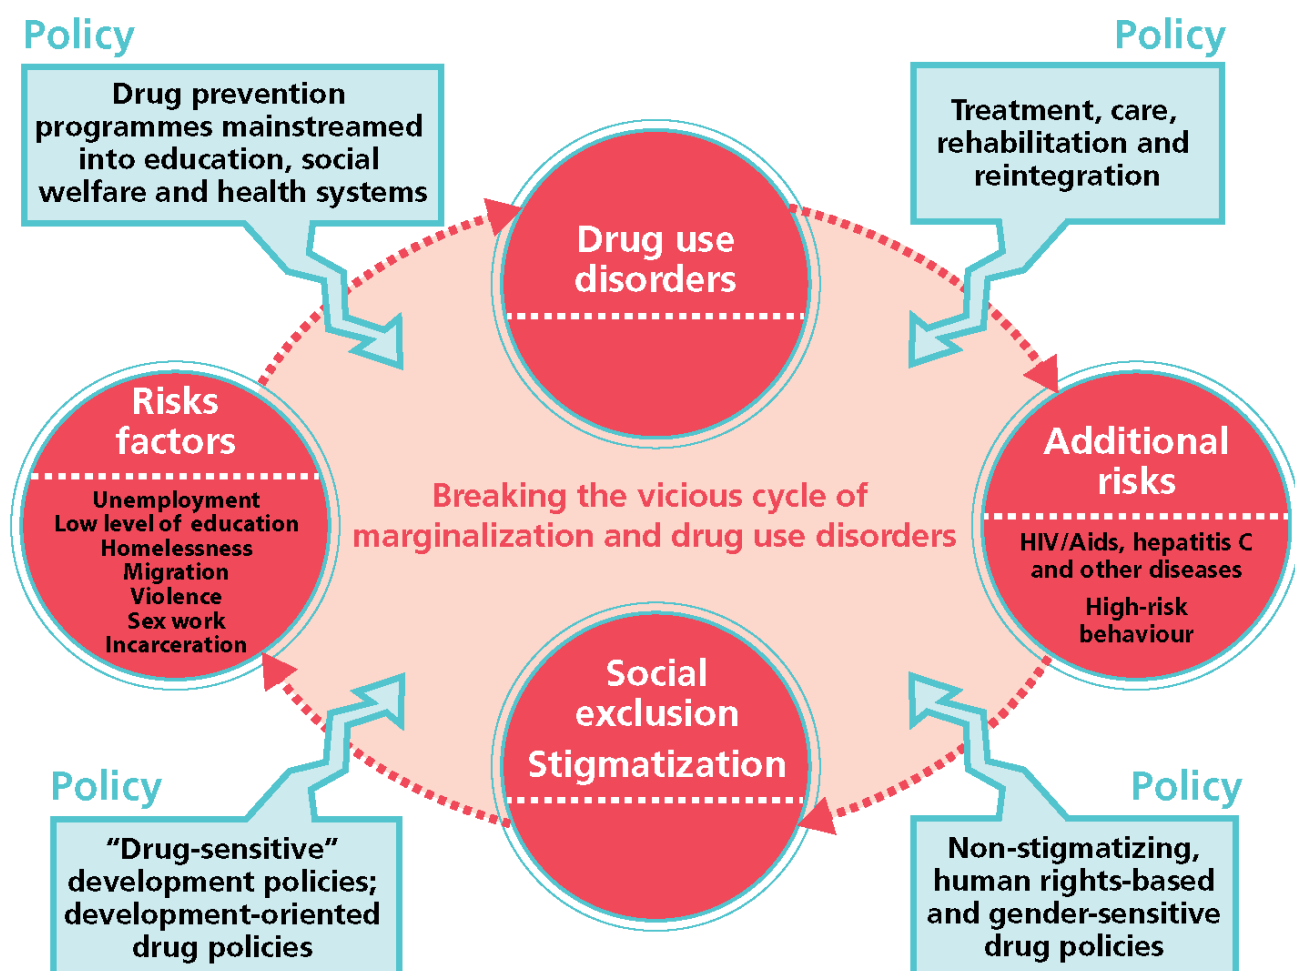 Policy
Drug prevention
programmes mainstreamed
into education, social
welfare and health systems
Policy
Treatment, care,
rehabilitation and
reintegration
Drug use
disorders
Risks
factors
Unemployment
Low level of education
Homelessness
Migration
Violence
Sex work
Incarceration
Breaking the vicious cycle of
marginalization and drug use disorders
Additional
risks
HIV/Aids, hepatitis C
and other diseases
High-risk
behaviour
Social
exclusion
Stigmatization
Policy
“Drug-sensitive”
development policies;
development-oriented
drug policies
Policy
Non-stigmatizing,
human rights-based
and gender-sensitive
drug policies